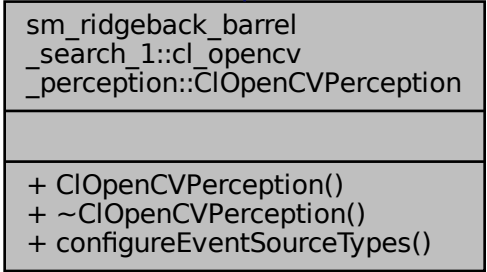 sm_ridgeback_barrel
_search_1::cl_opencv
_perception::ClOpenCVPerception
+ ClOpenCVPerception()
+ ~ClOpenCVPerception()
+ configureEventSourceTypes()